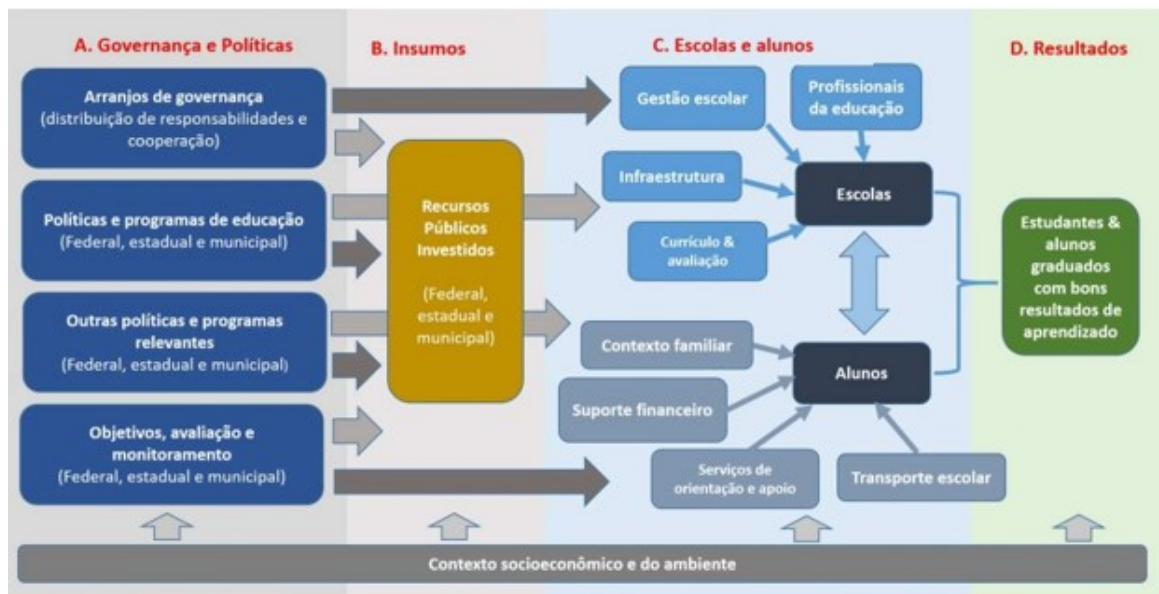 A. Governança e Políticas
Arranjos de governança
(distribuição de responsabilidades e
cooperação)
Políticas e programas de educação
(Federal, estadual e municipal)
Outras políticas e programas
relevantes
(Federal, estadual e municipal)
Objetivos, avaliação e
monitoramento
(Federal, estadual e municipal)
B. Insumos
Recursos
Públicos
Investidos
(Federal,
estadual e
municipal)
C. Escolas e alunos
Gestão escolar
Profissionais
da educação
Infraestrutura
Escolas
Currículo &
avaliação
Contexto familiar
Alunos
Suporte financeiro
Serviços de
orientação e apoio
Transporte escolar
D. Resultados
Estudantes &
alunos
graduados
com bons
resultados de
aprendizado
Contexto socioeconômico e do ambiente